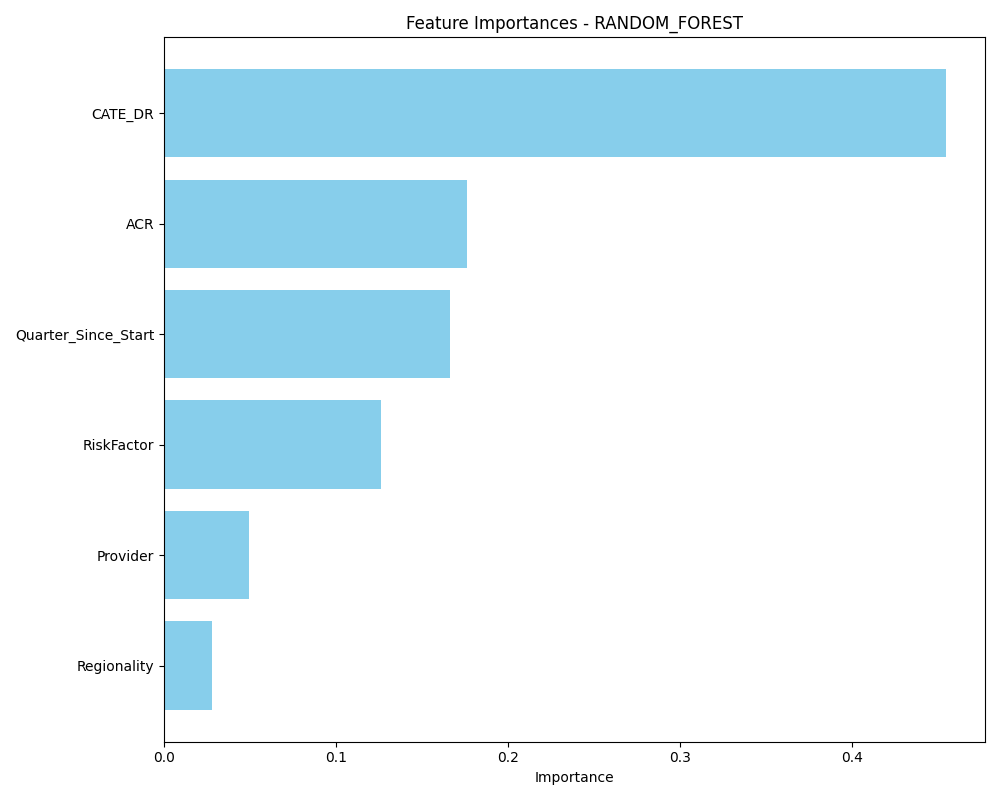 Feature Importances - RANDOM_FOREST
CATE_DR
ACR
Quarter_Since_Start
RiskFactor
Provider
Regionality
0.0 0.1 0.2 0.3 0.4
Importance